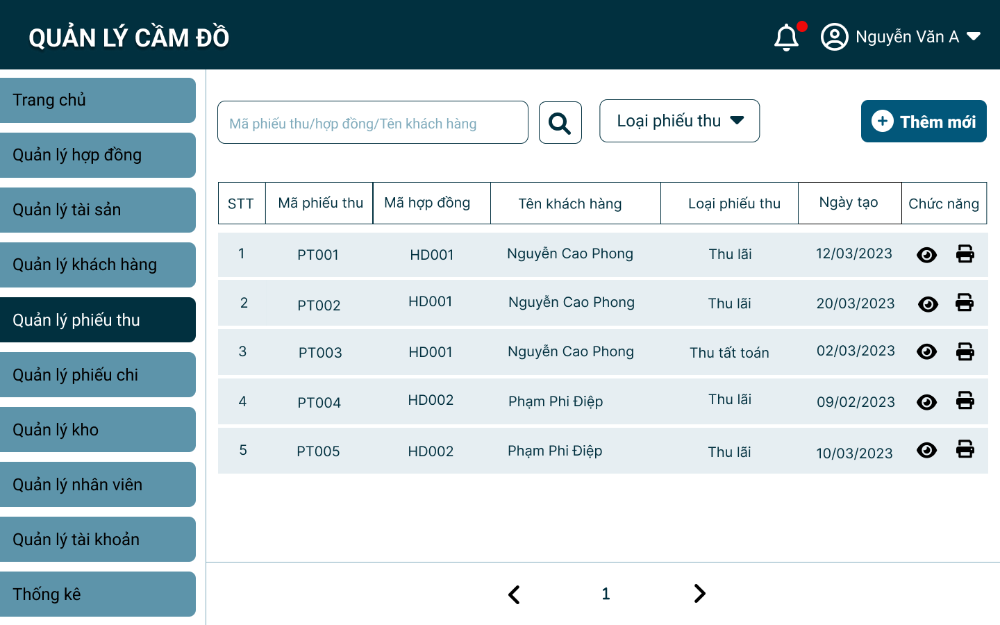 QUẢN LÝ CẦM ĐỒ
Nguyễn Văn A
Trang chủ
Quản lý hợp đồng
Quản lý tài sản
Quản lý khách hàng
Quản lý phiếu thu
Quản lý phiếu chi
Quản lý kho
Quản lý nhân viên
Quản lý tài khoản
Thống kê
Mã phiếu thu/hợp đồng/Tên khách hàng
Loại phiếu thu
Thêm mới
STT Mã phiếu thu Mã hợp đồng Tên khách hàng Loại phiếu thu Ngày tạo Chức năng
1 PT001 HD001 Nguyễn Cao Phong Thu lãi 12/03/2023
2 PT002 HD001 Nguyễn Cao Phong Thu lãi 20/03/2023
3 PT003 HD001 Nguyễn Cao Phong Thu tất toán 02/03/2023
4 PT004 HD002 Phạm Phi Điệp Thu lãi 09/02/2023
5 PT005 HD002 Phạm Phi Điệp Thu lãi 10/03/2023
1